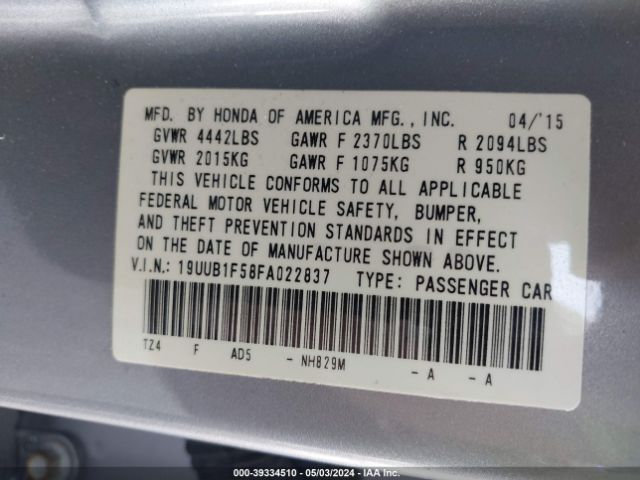 MFD. BY HONDA OF AMERICA MFG., INC. 04/'15
GVWR 4442LBS GAWR F 2370LBS R 2094LBS
GVWR 2015KG GAWR F 1075KG R 950KG
THIS VEHICLE CONFORMS TO ALL APPLICABLE
FEDERAL MOTOR VEHICLE SAFETY, BUMPER,
AND THEFT PREVENTION STANDARDS IN EFFECT
ON THE DATE OF MANUFACTURE SHOWN ABOVE.
V.I.N.: 19UUB1F58FA022837 TYPE: PASSENGER CAR
TZ4 F AD5 - NH829M - A - A
000-39334510 - 05/03/2024 - IAA Inc.